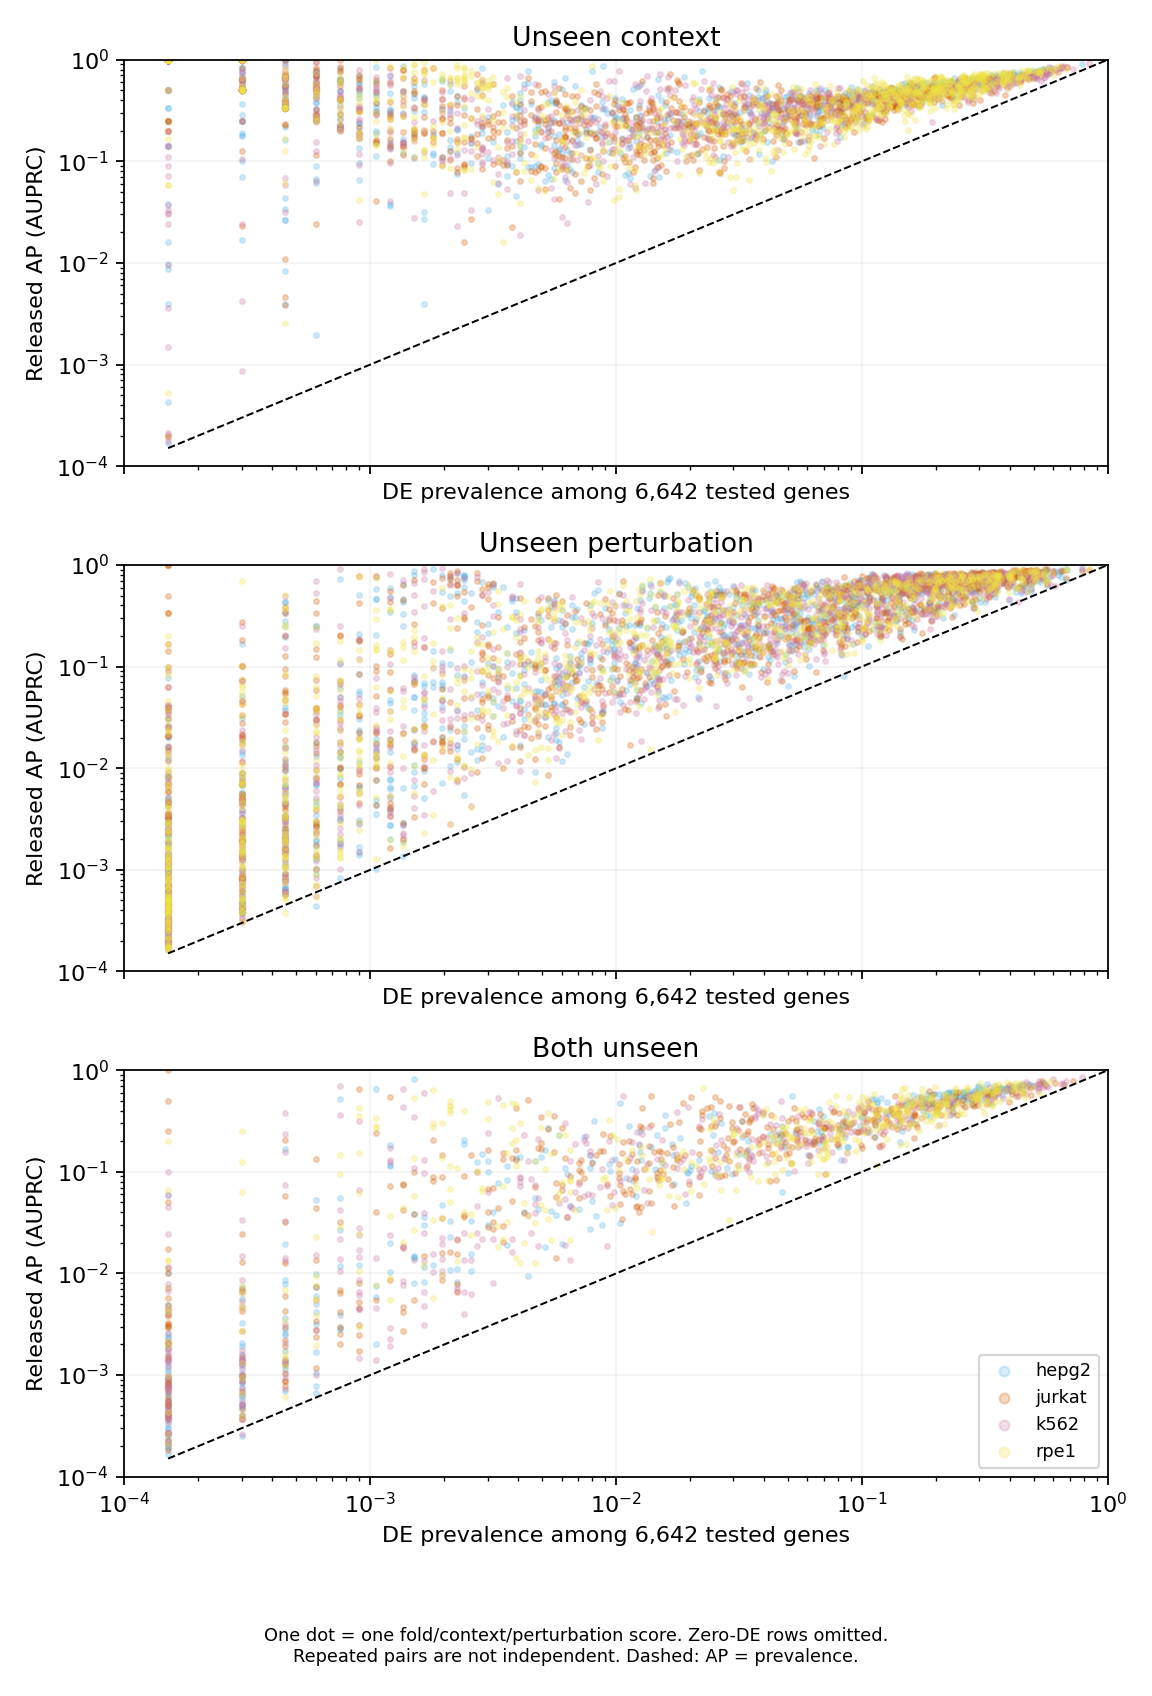 Unseen context
10⁰
10⁻¹
10⁻²
10⁻³
10⁻⁴
Released AP (AUPRC)
DE prevalence among 6,642 tested genes
Unseen perturbation
10⁰
10⁻¹
10⁻²
10⁻³
10⁻⁴
Released AP (AUPRC)
DE prevalence among 6,642 tested genes
Both unseen
10⁰
10⁻¹
10⁻²
10⁻³
10⁻⁴
Released AP (AUPRC)
hepg2
jurkat
k562
rpe1
10⁻⁴ 10⁻³ 10⁻² 10⁻¹ 10⁰
DE prevalence among 6,642 tested genes
One dot = one fold/context/perturbation score. Zero-DE rows omitted.
Repeated pairs are not independent. Dashed: AP = prevalence.